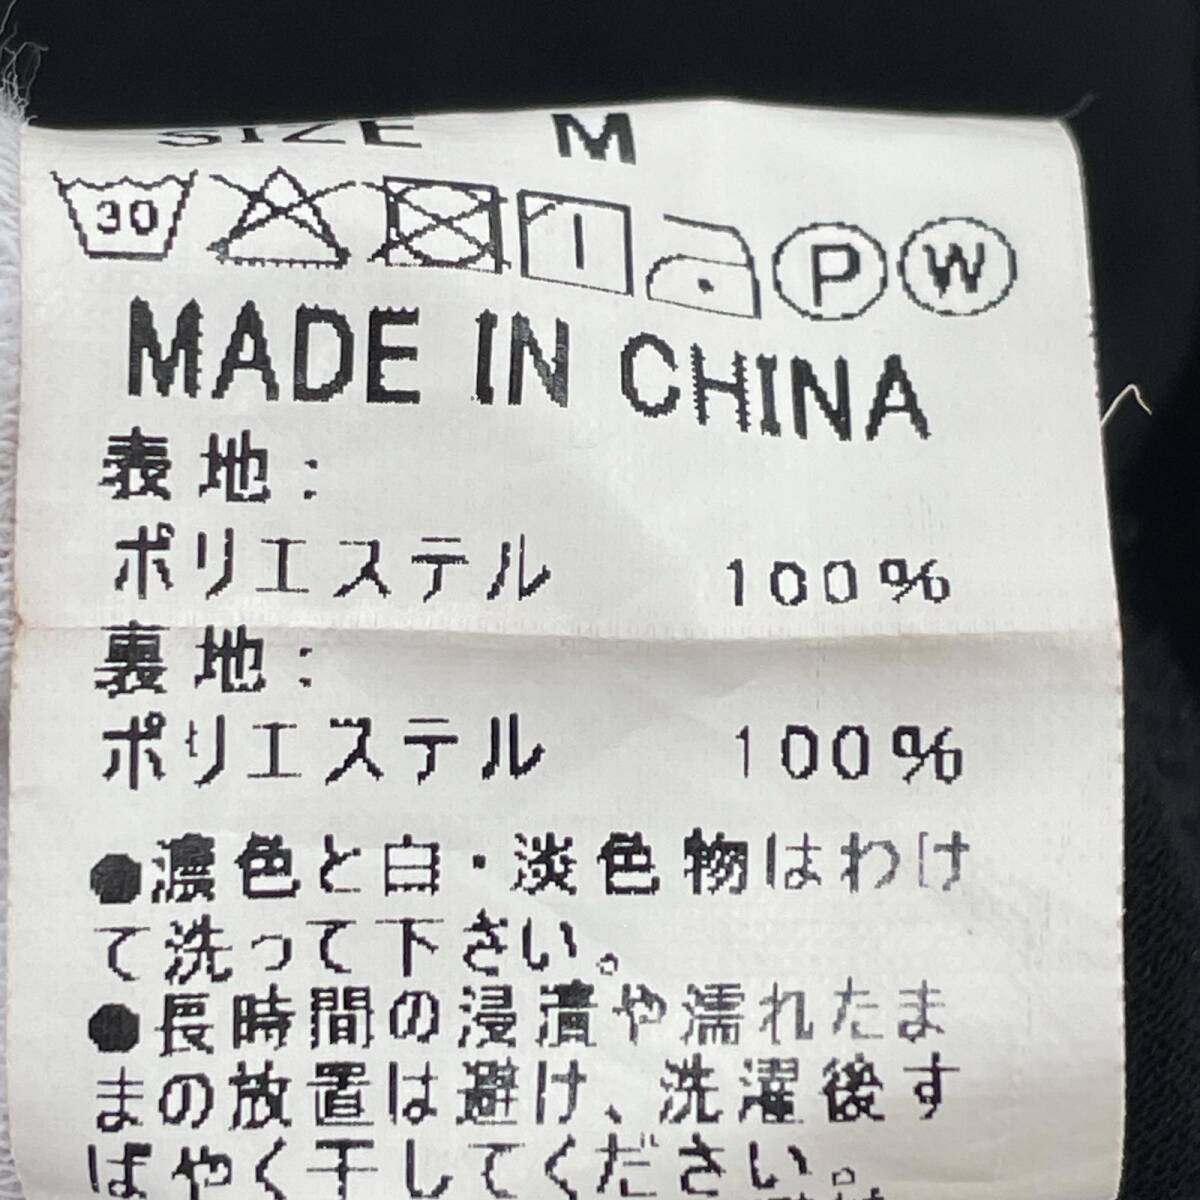 SIZE M
30 P W
MADE IN CHINA
表地:
ポリエステル 100%
裏地:
ポリエステル 100%
●濃色と白・淡色物はわけ
て洗って下さい。
●長時間の浸漬や濡れたま
まの放置は避け、洗濯後す
ばやく干してください。